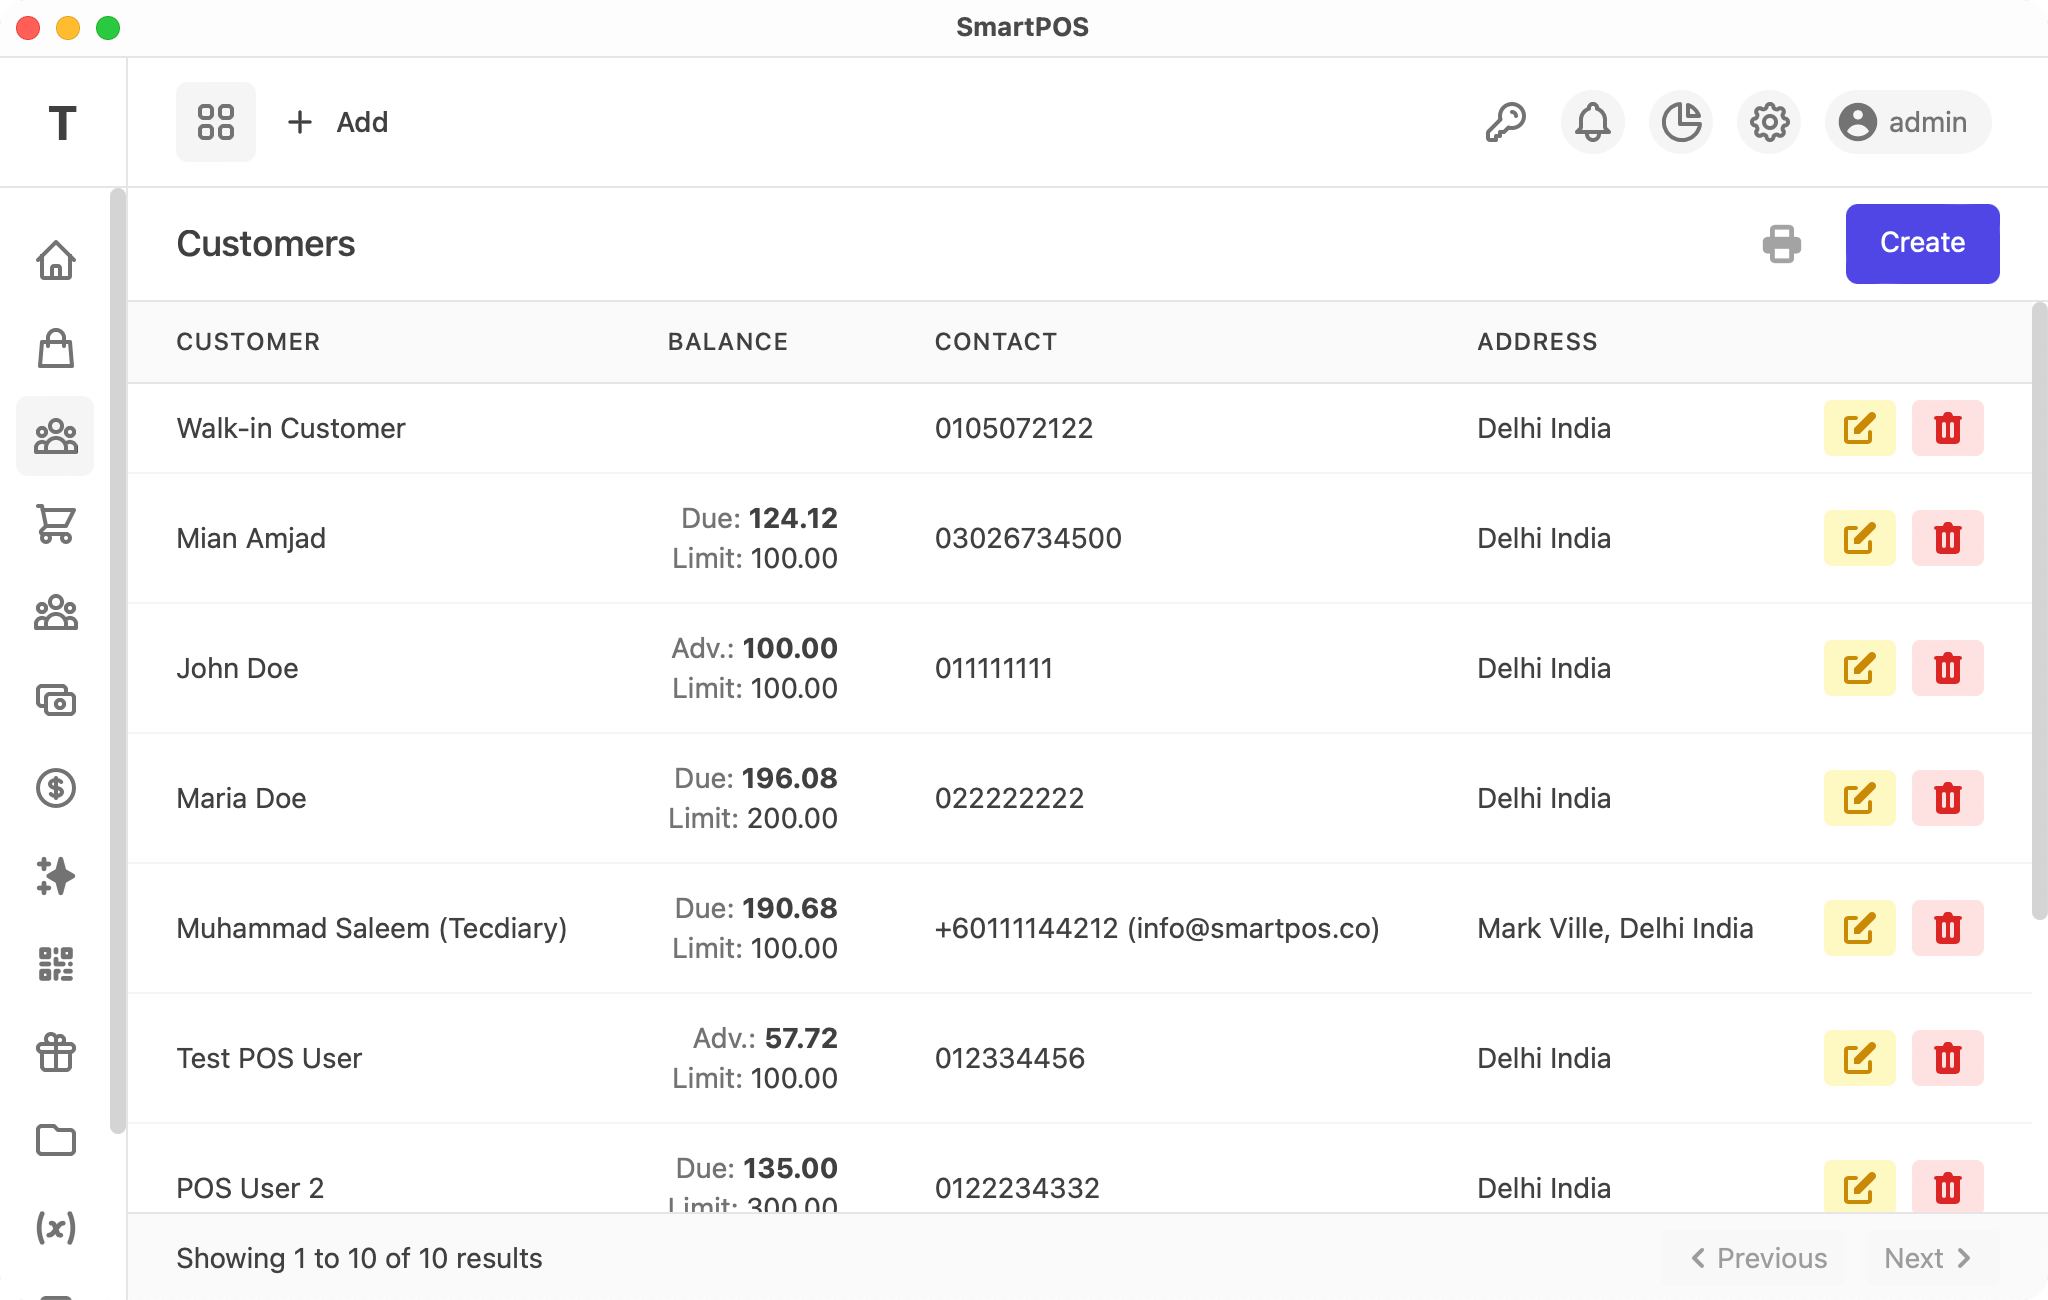 SmartPOS
T
Add
admin
Customers
Create
CUSTOMER BALANCE CONTACT ADDRESS
Walk-in Customer 0105072122 Delhi India
Due: 124.12
Mian Amjad 03026734500 Delhi India
Limit: 100.00
Adv.: 100.00
John Doe 011111111 Delhi India
Limit: 100.00
Due: 196.08
Maria Doe 022222222 Delhi India
Limit: 200.00
Due: 190.68
Muhammad Saleem (Tecdiary) +60111144212 (info@smartpos.co) Mark Ville, Delhi India
Limit: 100.00
Adv.: 57.72
Test POS User 012334456 Delhi India
Limit: 100.00
Due: 135.00
POS User 2 0122234332 Delhi India
Limit: 300.00
(x)
Showing 1 to 10 of 10 results
Previous Next